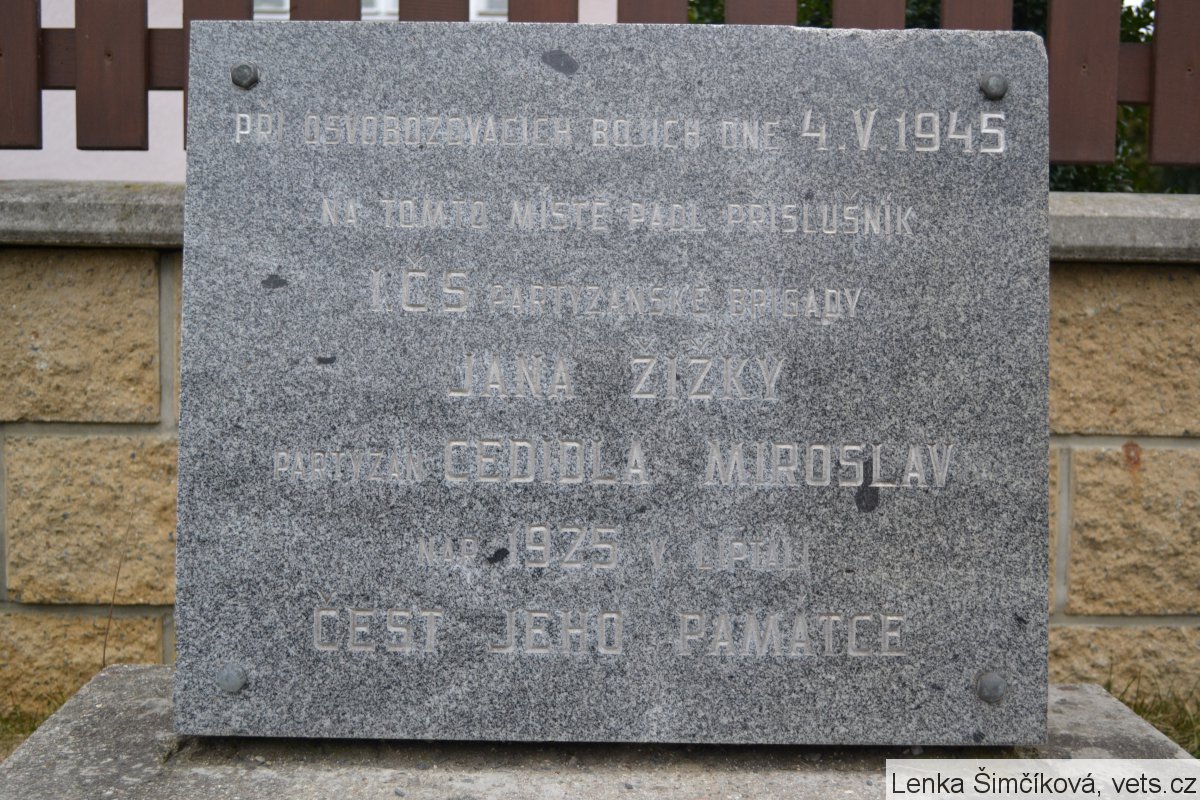 PŘI OSVOBOZOVACÍCH BOJÍCH DNE 4. V. 1945
NA TOMTO MÍSTĚ PADL PŘÍSLUŠNÍK
I. ČS PARTYZÁNSKÉ BRIGÁDY
JANA ŽIŽKY
PARTYZÁN CEDIDLA MIROSLAV
NAR. 1925 V LIPTÁLI
ČEST JEHO PAMÁTCE
Lenka Šimčíková, vets.cz